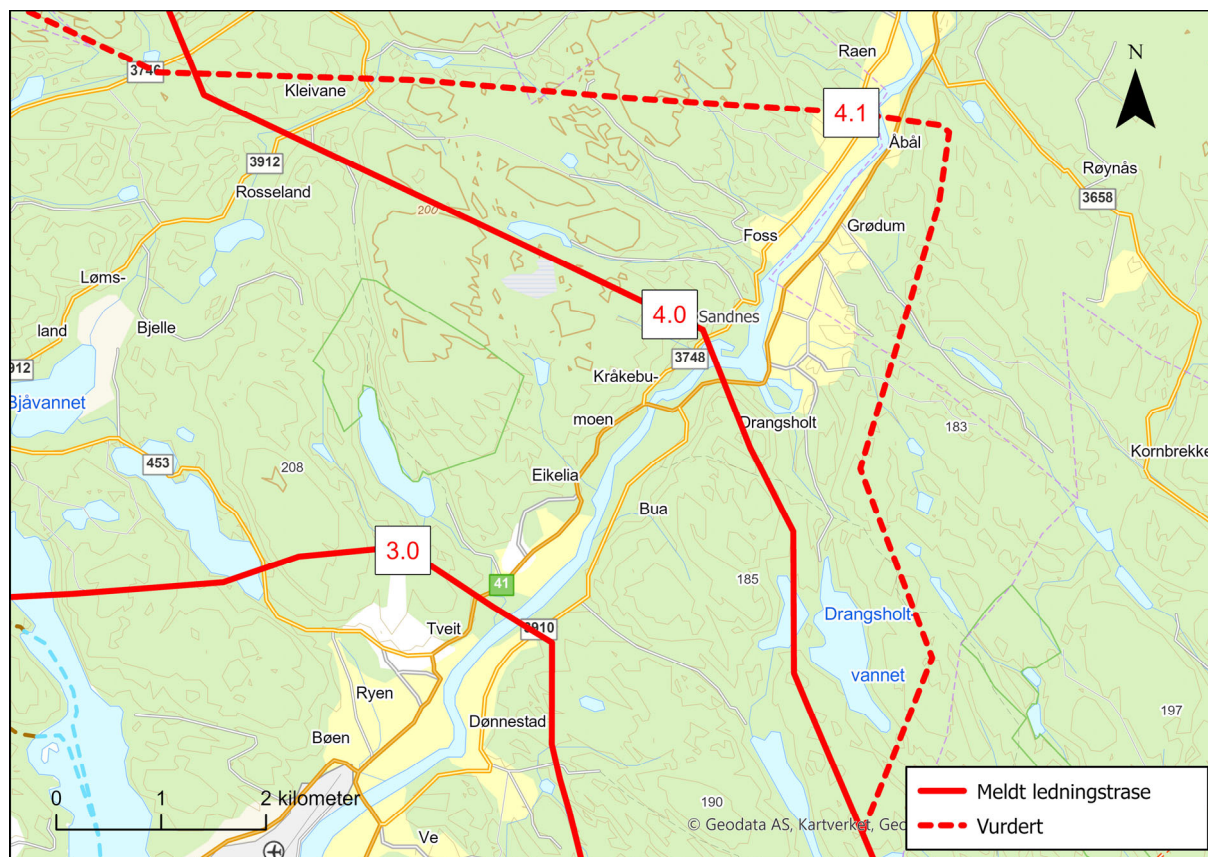 Raen
N
3746
Kleivane
4.1
Åbål
3912
Røynås
Rosseland
3658
200
Foss
Grødum
Løms-
land
Bjelle
4.0
Sandnes
3748
912
Kråkebu-
moen
Bjåvannet
Drangsholt
183
Kornbrekke
453
208
Eikelia
Bua
3.0
41
185
Drangsholt-
vannet
Tveit
3910
Ryen
Dønnestad
197
Bøen
0 1 2 kilometer
190
Ve
Meldt ledningstrase
Vurdert
© Geodata AS, Kartverket, Geo